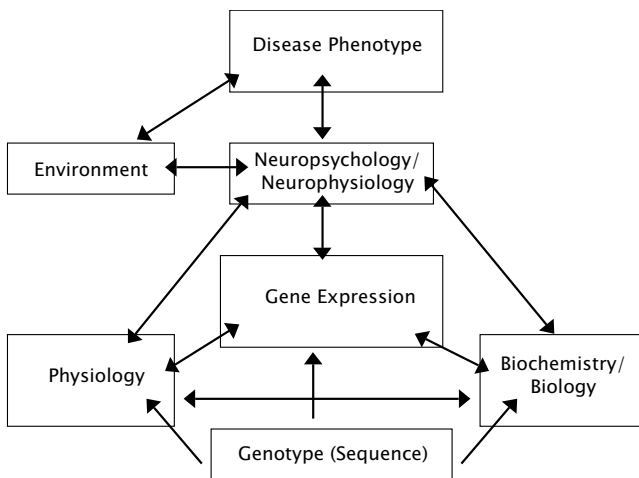 Disease Phenotype
Environment
Neuropsychology/
Neurophysiology
Gene Expression
Physiology
Biochemistry/
Biology
Genotype (Sequence)